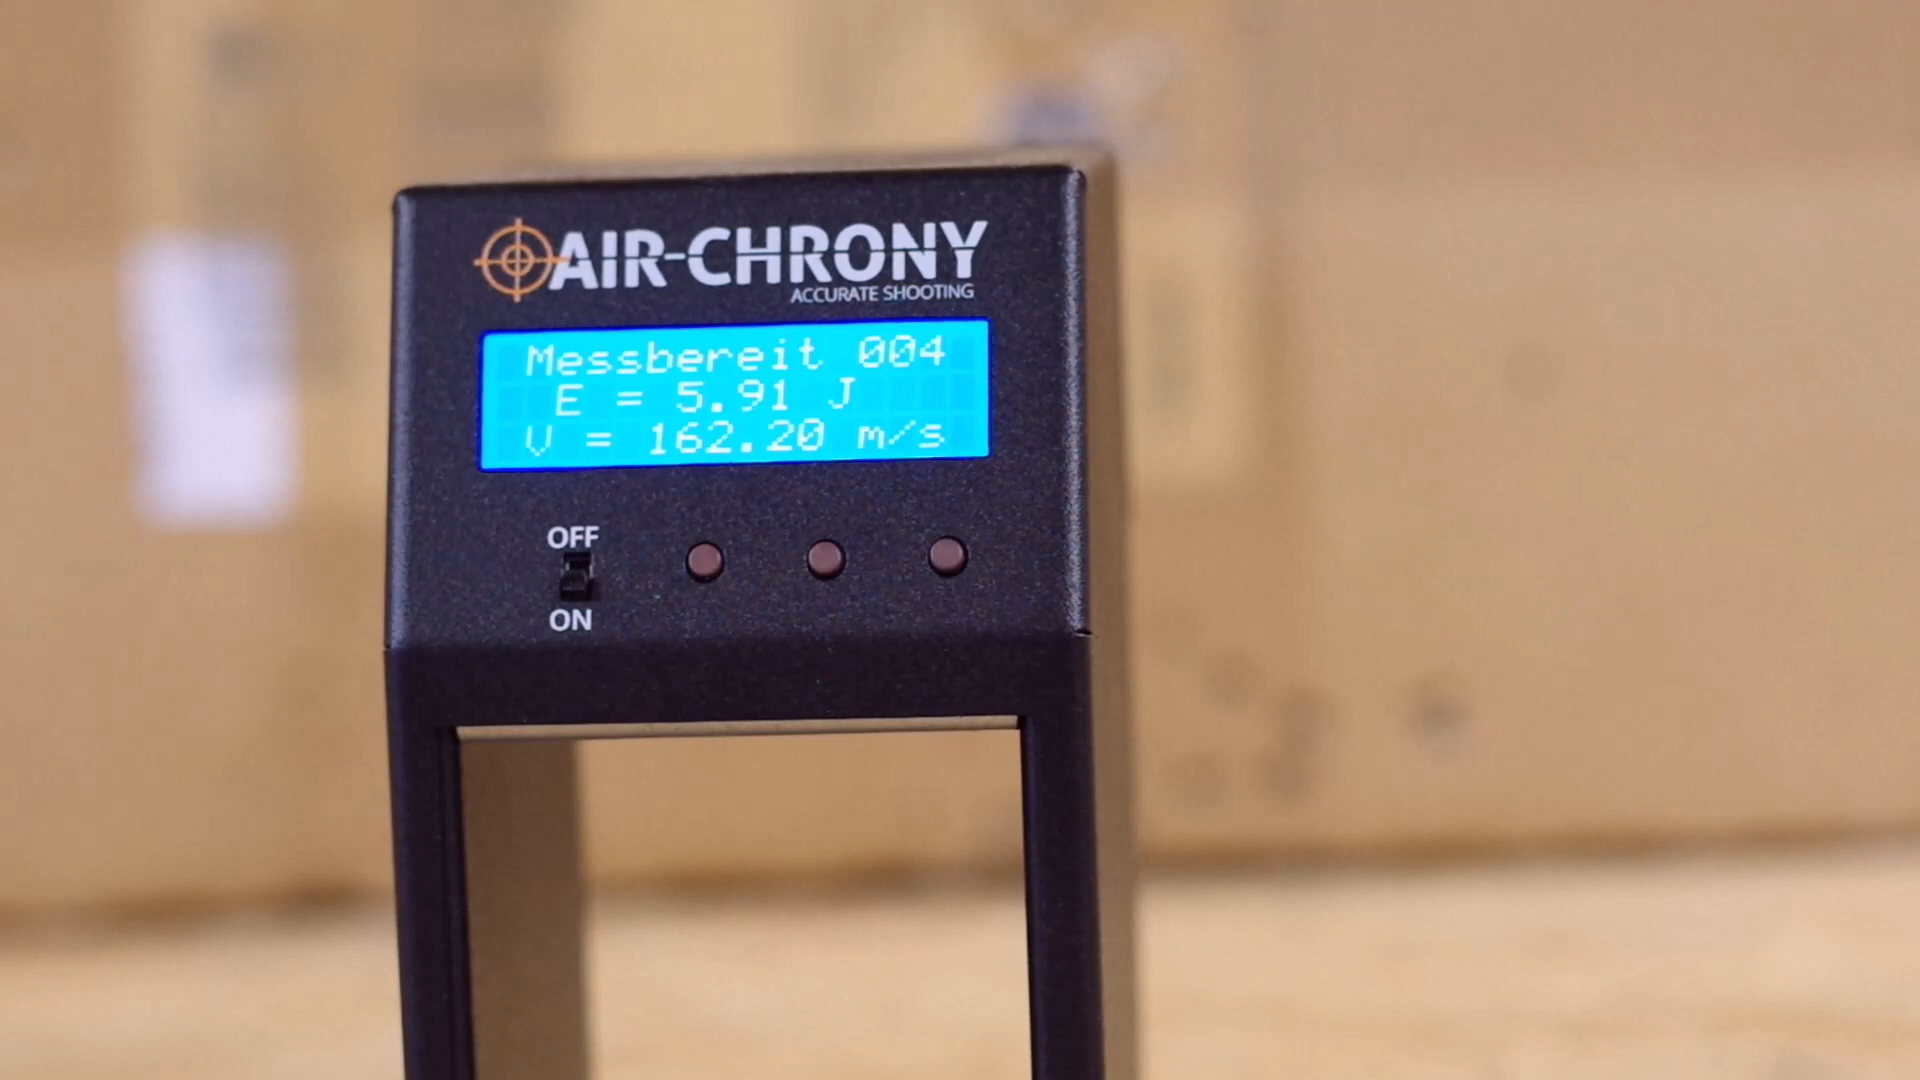 AIR-CHRONY
ACCURATE SHOOTING
Messbereit 004
E = 5.91 J
V = 162.20 m/s
OFF
ON